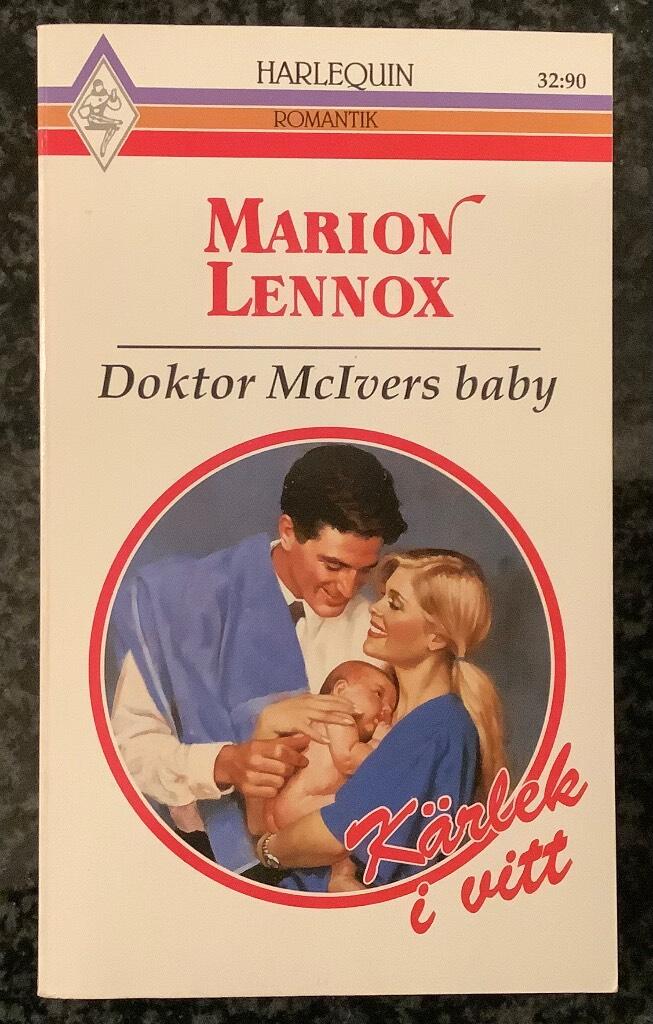 HARLEQUIN
32:90
ROMANTIK
MARION
LENNOX
Doktor McIvers baby
Kärlek
i vitt